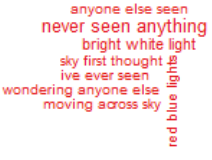 anyone else seen
never seen anything
bright white light
sky first thought
ive ever seen
wondering anyone else
moving across sky
red blue lights